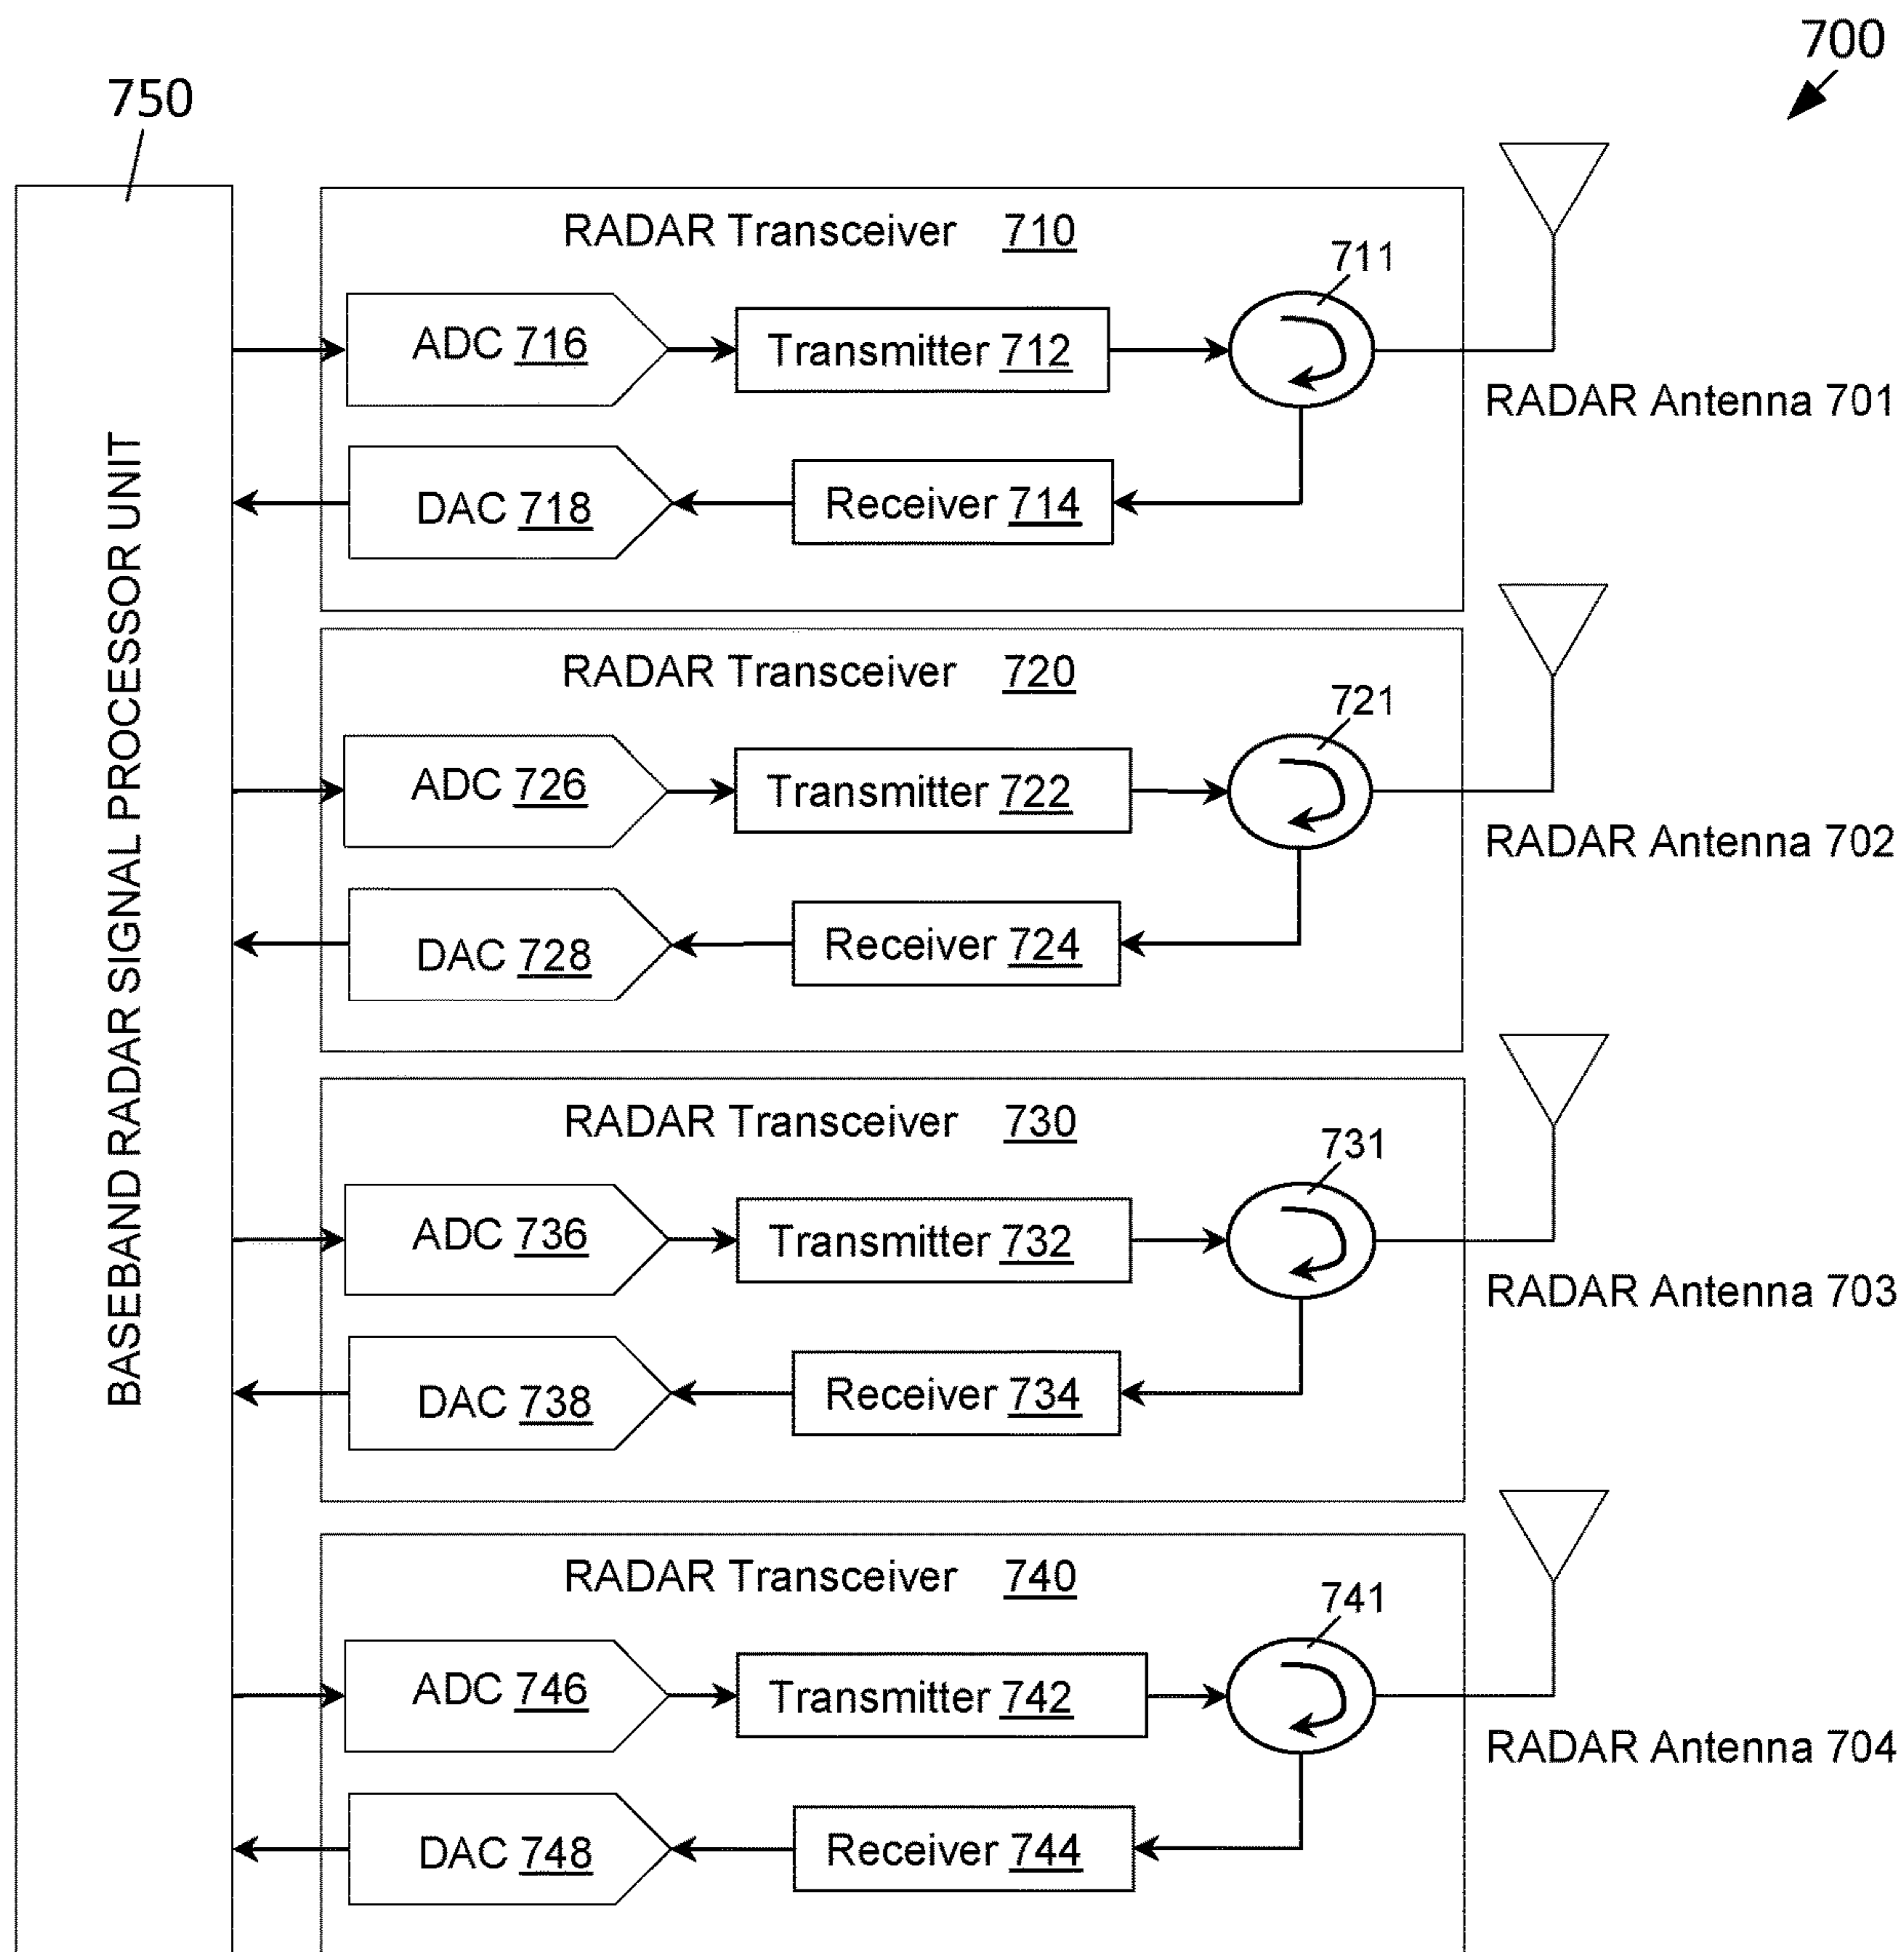 700
750
BASEBAND RADAR SIGNAL PROCESSOR UNIT
RADAR Transceiver 710
711
ADC 716
Transmitter 712
RADAR Antenna 701
DAC 718
Receiver 714
RADAR Transceiver 720
721
ADC 726
Transmitter 722
RADAR Antenna 702
DAC 728
Receiver 724
RADAR Transceiver 730
731
ADC 736
Transmitter 732
RADAR Antenna 703
DAC 738
Receiver 734
RADAR Transceiver 740
741
ADC 746
Transmitter 742
RADAR Antenna 704
DAC 748
Receiver 744